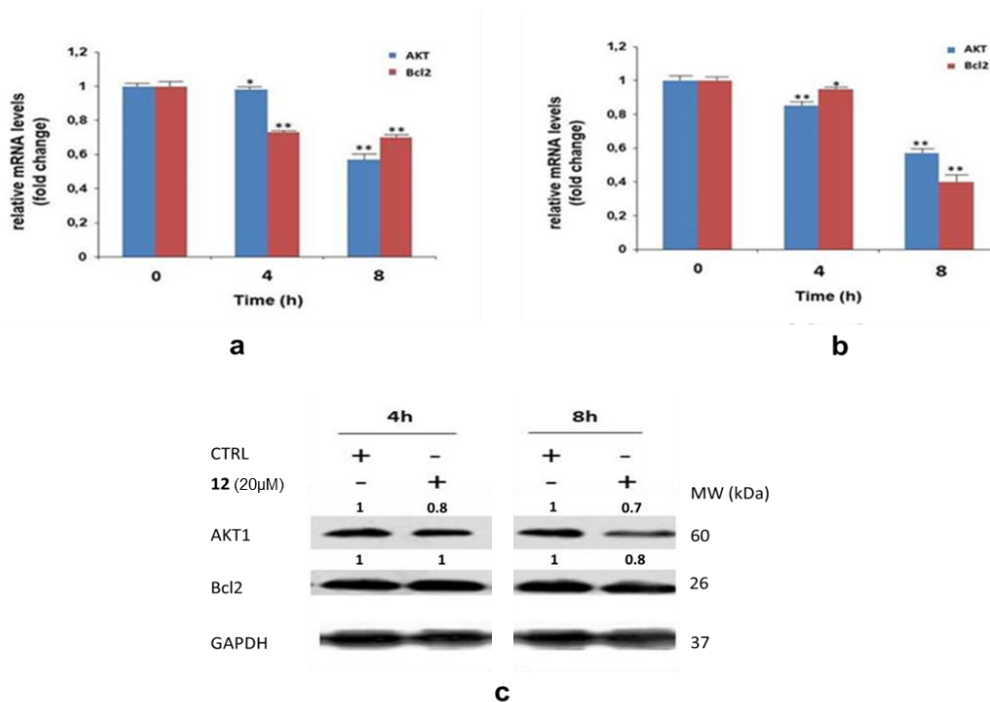 1,2
1
0,8
0,6
0,4
0,2
0
relative mRNA levels
(fold change)
AKT
Bcl2
*
**
**
**
0 4 8
Time (h)
a
1,2
1
0,8
0,6
0,4
0,2
0
relative mRNA levels
(fold change)
AKT
Bcl2
**
*
**
**
0 4 8
Time (h)
b
4h 8h
CTRL + – + –
12 (20µM) – + – +
MW (kDa)
1 0.8 1 0.7
AKT1 60
1 1 1 0.8
Bcl2 26
GAPDH 37
c